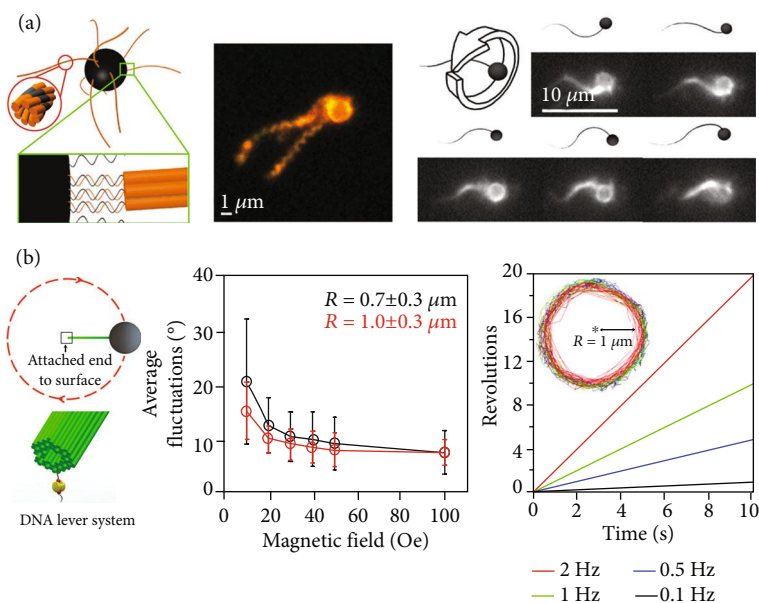 (a)
1 μm
10 μm
(b)
Attached end
to surface
DNA lever system
Average
fluctuations (°)
40
30
20
10
0
R = 0.7±0.3 μm
R = 1.0±0.3 μm
0 20 40 60 80 100
Magnetic field (Oe)
Revolutions
20
16
12
8
4
0
*
R = 1 μm
0 2 4 6 8 10
Time (s)
2 Hz
0.5 Hz
1 Hz
0.1 Hz